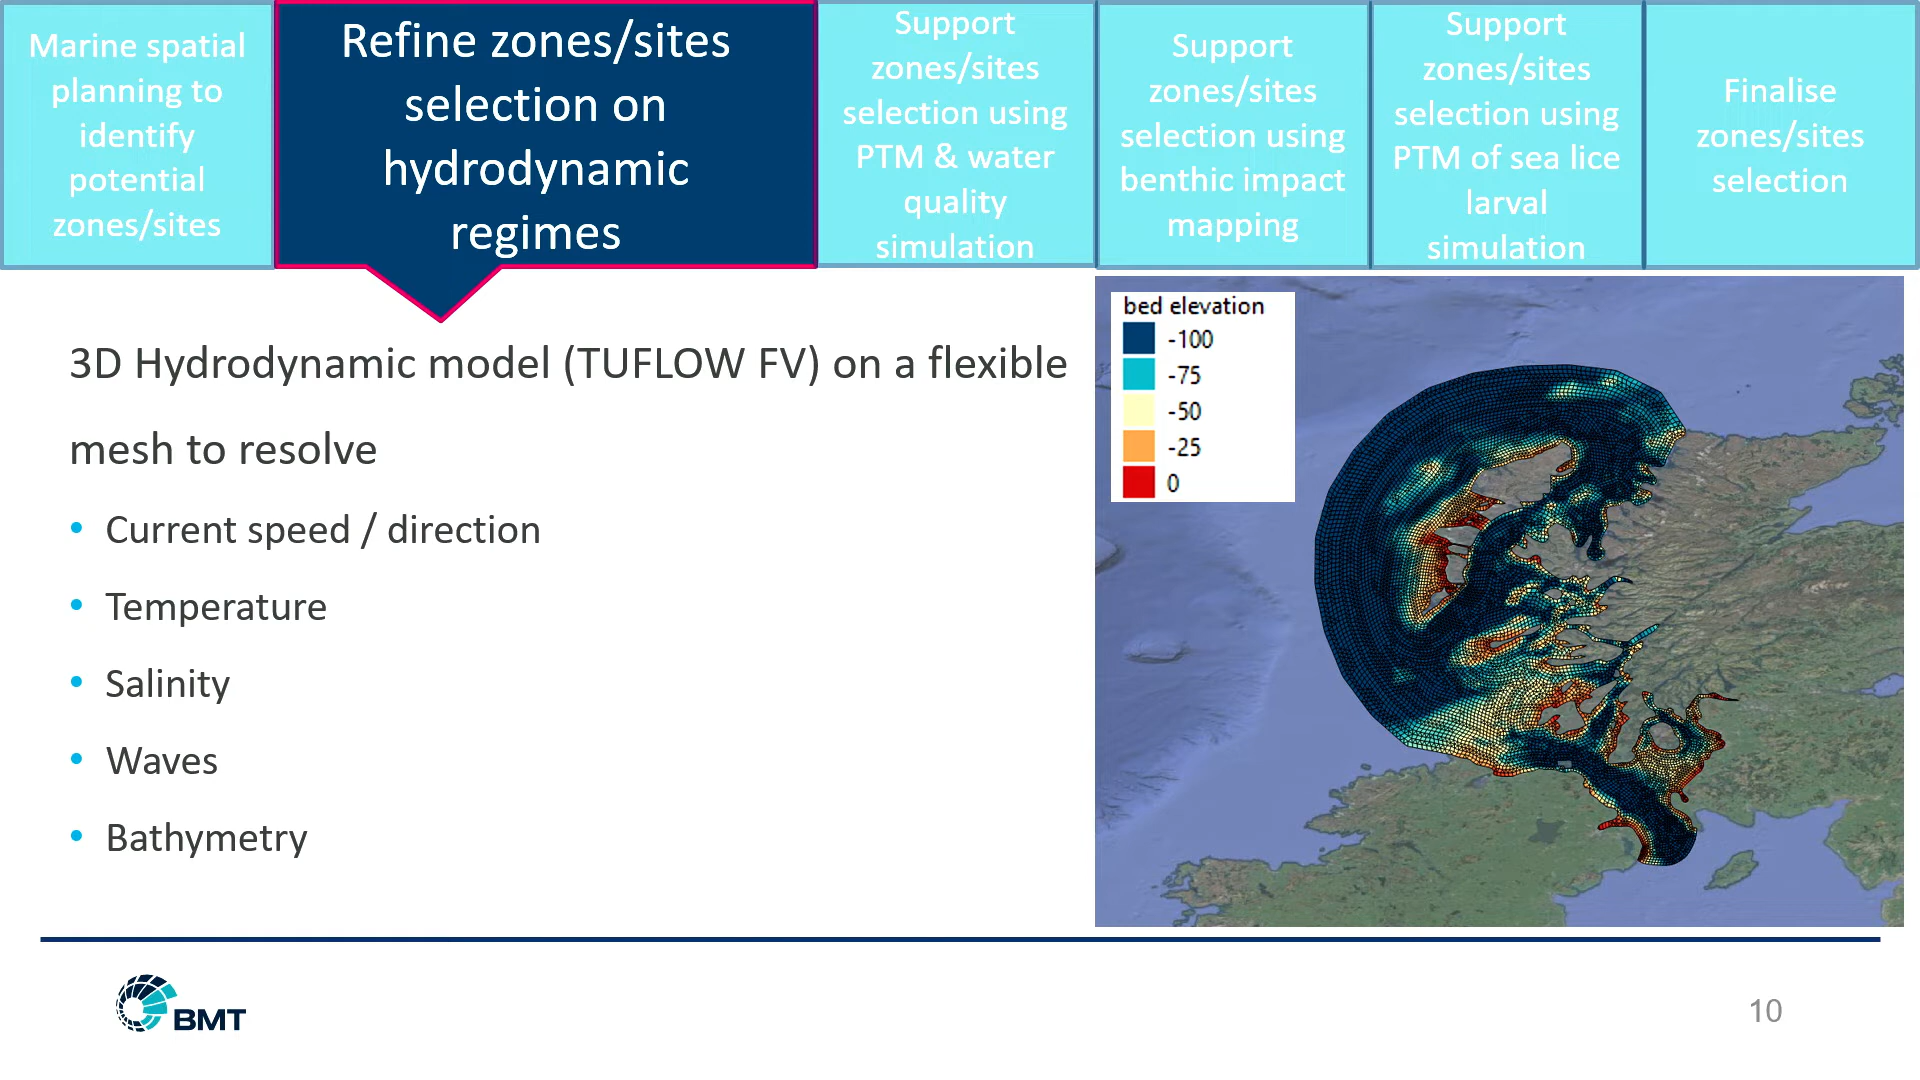 Marine spatial
planning to
identify
potential
zones/sites
Refine zones/sites
selection on
hydrodynamic
regimes
Support
zones/sites
selection using
PTM & water
quality
simulation
Support
zones/sites
selection using
benthic impact
mapping
Support
zones/sites
selection using
PTM of sea lice
larval
simulation
Finalise
zones/sites
selection
3D Hydrodynamic model (TUFLOW FV) on a flexible
mesh to resolve
• Current speed / direction
• Temperature
• Salinity
• Waves
• Bathymetry
bed elevation
-100
-75
-50
-25
0
BMT
10